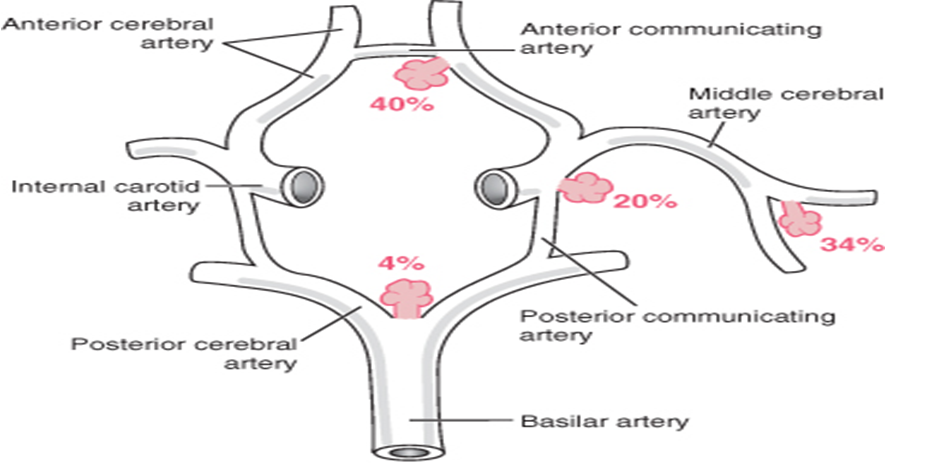 Anterior cerebral
artery
Anterior communicating
artery
40%
Middle cerebral
artery
Internal carotid
artery
20%
34%
4%
Posterior communicating
artery
Posterior cerebral
artery
Basilar artery